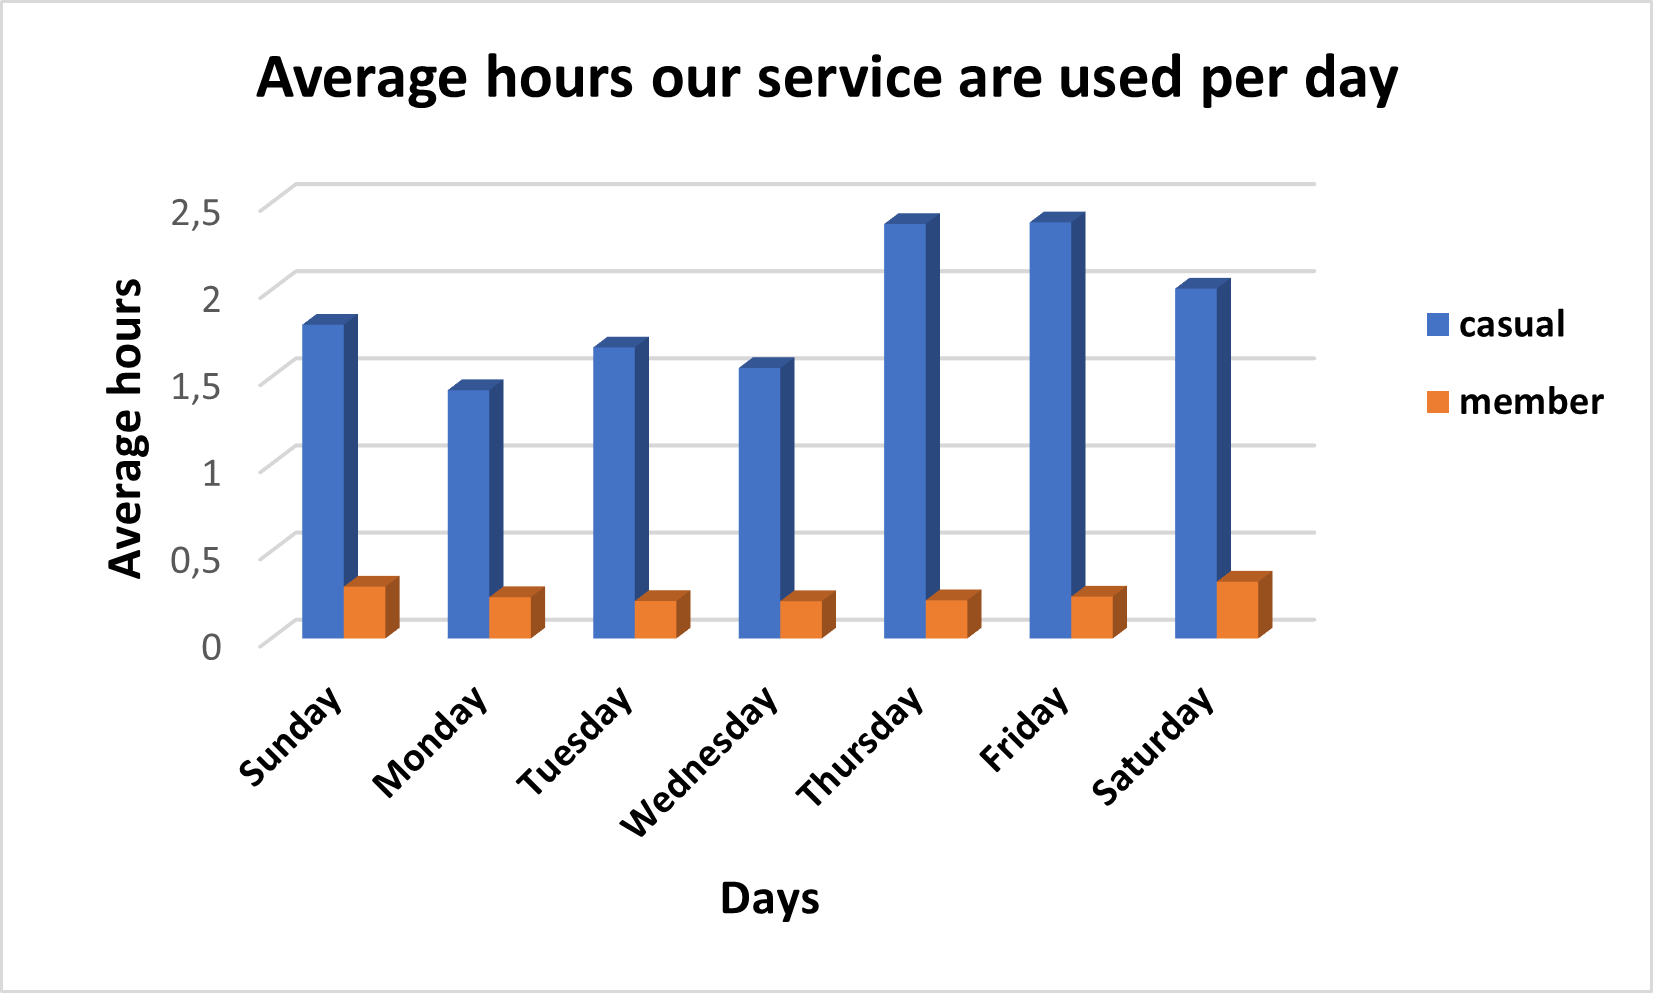 Average hours our service are used per day
2,5
2
1,5
1
0,5
0
Average hours
Sunday
Monday
Tuesday
Wednesday
Thursday
Friday
Saturday
Days
casual
member